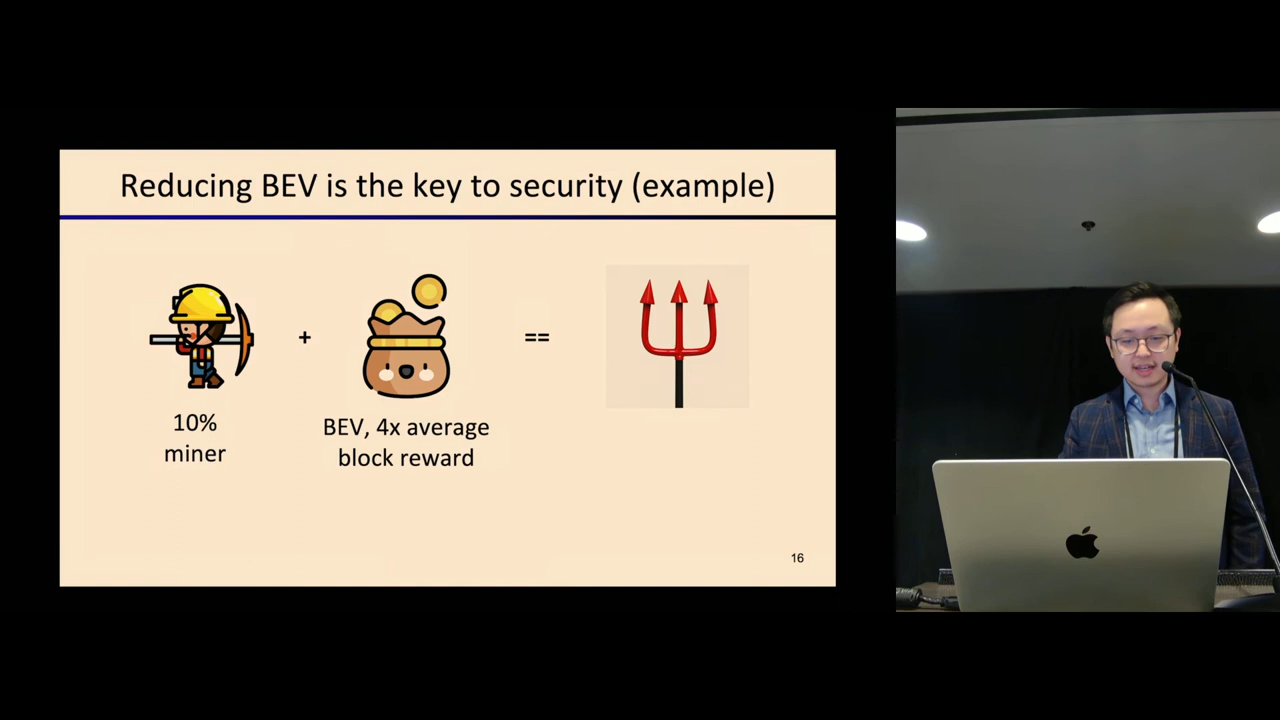 Reducing BEV is the key to security (example)
+
==
10%
miner
BEV, 4x average
block reward
16